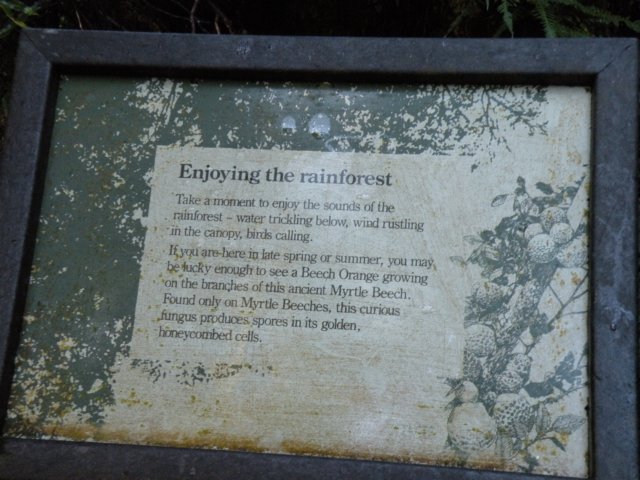 Enjoying the rainforest
Take a moment to enjoy the sounds of the
rainforest – water trickling below, wind rustling
in the canopy, birds calling.
If you are here in late spring or summer, you may
be lucky enough to see a Beech Orange growing
on the branches of this ancient Myrtle Beech.
Found only on Myrtle Beeches, this curious
fungus produces spores in its golden,
honeycombed cells.